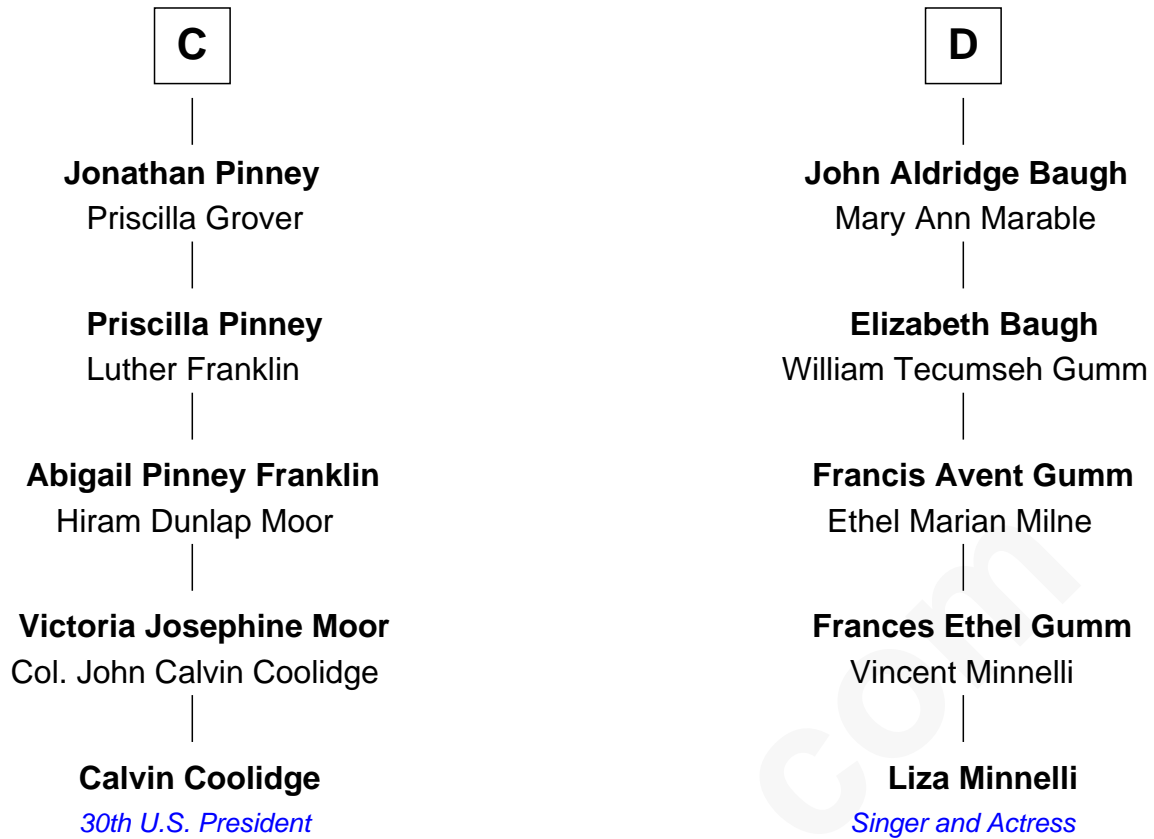 C
Jonathan Pinney
Priscilla Grover
Priscilla Pinney
Luther Franklin
Abigail Pinney Franklin
Hiram Dunlap Moor
Victoria Josephine Moor
Col. John Calvin Coolidge
Calvin Coolidge
30th U.S. President
D
John Aldridge Baugh
Mary Ann Marable
Elizabeth Baugh
William Tecumseh Gumm
Francis Avent Gumm
Ethel Marian Milne
Frances Ethel Gumm
Vincent Minnelli
Liza Minnelli
Singer and Actress
com